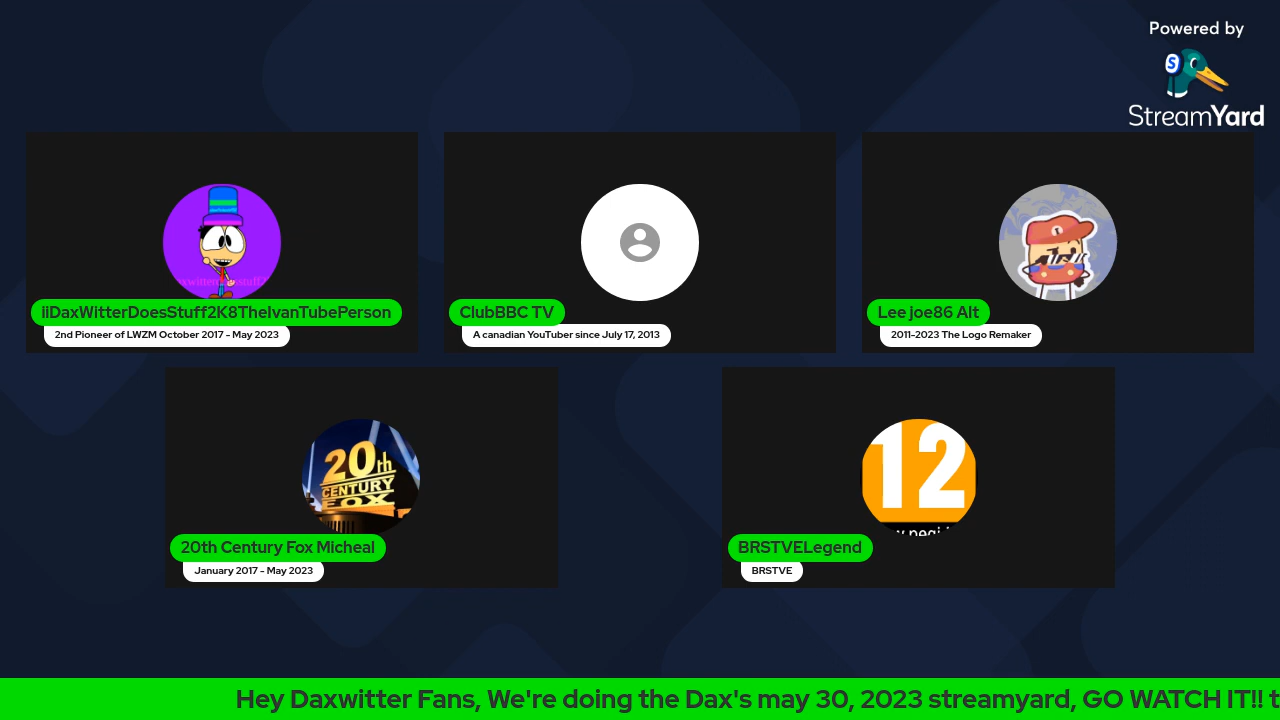 Powered by
S
StreamYard
iiDaxWitterDoesStuff2K8TheIvanTubePerson
2nd Pioneer of LWZM October 2017 - May 2023
ClubBBC TV
A canadian YouTuber since July 17, 2013
Lee joe86 Alt
2011-2023 The Logo Remaker
20th
CENTURY
FOX
20th Century Fox Micheal
January 2017 - May 2023
12
BRSTVELegend
BRSTVE
Hey Daxwitter Fans, We're doing the Dax's may 30, 2023 streamyard, GO WATCH IT!! t